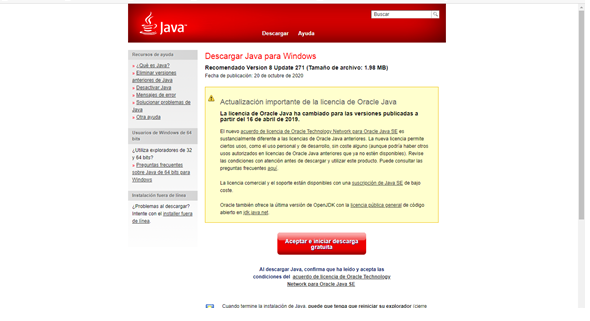 Java
Buscar
Descargar
Ayuda
Recursos de ayuda
» ¿Qué es Java?
» Eliminar versiones
anteriores de Java
» Desactivar Java
» Mensajes de error
» Solucionar problemas de
Java
» Otra ayuda
Usuarios de Windows de 64
bits
¿Utiliza exploradores de 32
y 64 bits?
» Preguntas frecuentes
sobre Java de 64 bits para
Windows
Instalación fuera de línea
¿Problemas al descargar?
Intente con el installer fuera
de línea.
Descargar Java para Windows
Recomendado Version 8 Update 271 (Tamaño de archivo: 1.98 MB)
Fecha de publicación: 20 de octubre de 2020
Actualización importante de la licencia de Oracle Java
La licencia de Oracle Java ha cambiado para las versiones publicadas a
partir del 16 de abril de 2019.
El nuevo acuerdo de licencia de Oracle Technology Network para Oracle Java SE es
sustancialmente diferente a las licencias de Oracle Java anteriores. La nueva licencia permite
ciertos usos, como el uso personal y de desarrollo, sin coste alguno (aunque podría haber otros
usos autorizados en licencias de Oracle Java anteriores que ya no están disponibles). Revise
las condiciones con atención antes de descargar y utilizar este producto. Puede consultar las
preguntas frecuentes aquí.
La licencia comercial y el soporte están disponibles con una suscripción de Java SE de bajo
coste.
Oracle también ofrece la última versión de OpenJDK con la licencia pública general de código
abierto en jdk.java.net.
Aceptar e iniciar descarga
gratuita
Al descargar Java, confirma que ha leído y acepta las
condiciones del acuerdo de licencia de Oracle Technology
Network para Oracle Java SE
Cuando termine la instalación de Java, puede que tenga que reiniciar su explorador (cierre